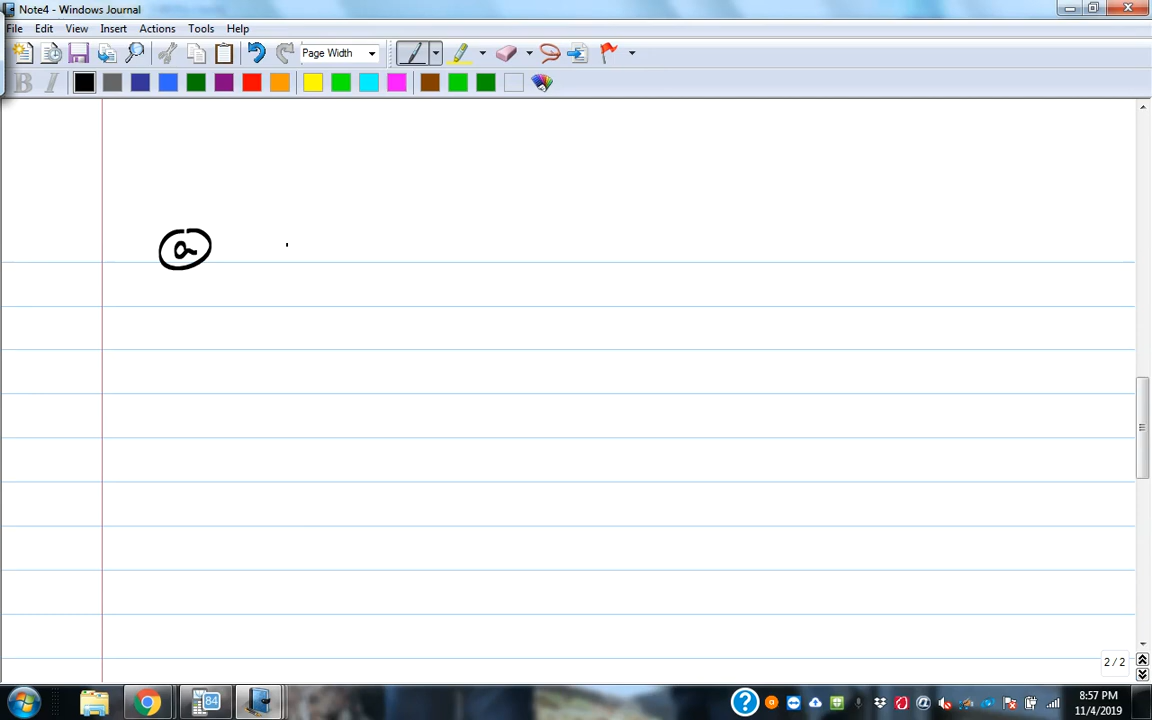 Note4 - Windows Journal
File Edit View Insert Actions Tools Help
Page Width
B I
a
2 / 2
84
?
8:57 PM
11/4/2019